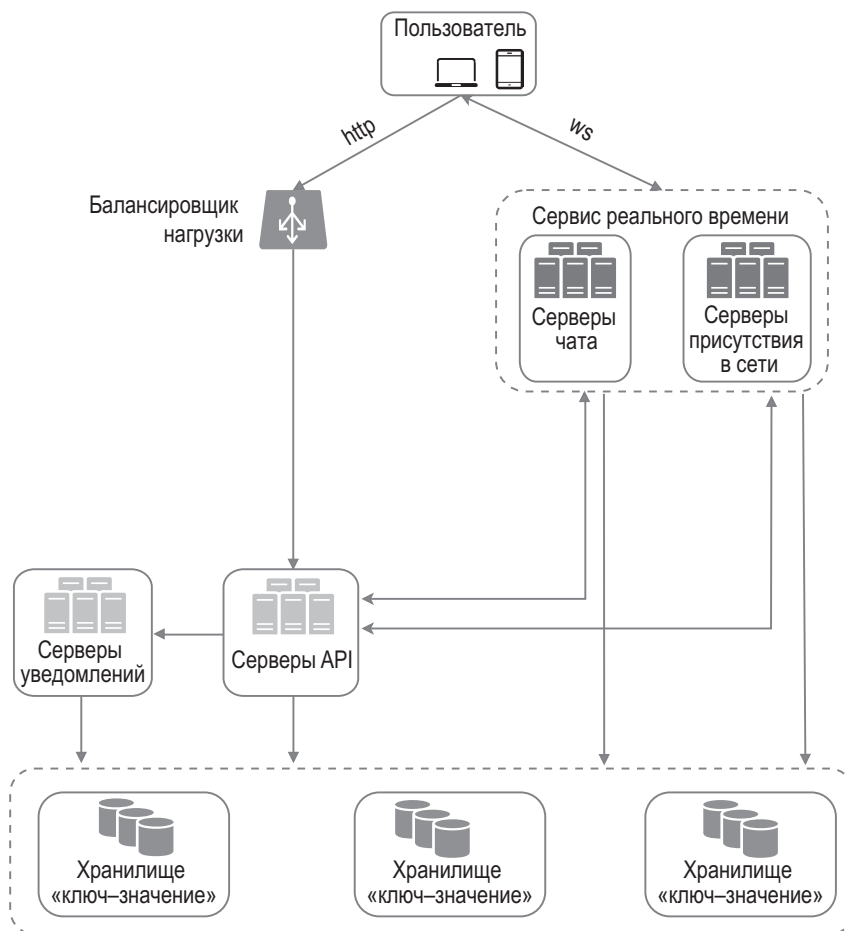 Пользователь
http
ws
Балансировщик
нагрузки
Сервис реального времени
Серверы
чата
Серверы
присутствия
в сети
Серверы
уведомлений
Серверы API
Хранилище
«ключ–значение»
Хранилище
«ключ–значение»
Хранилище
«ключ–значение»